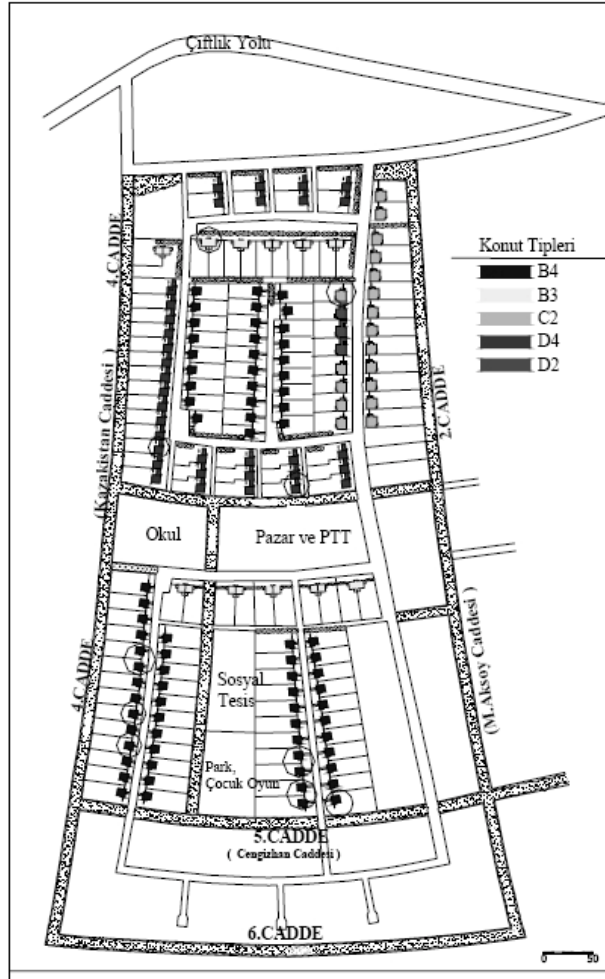 Çiftlik Yolu
4.CADDE
(Kazakistan Caddesi )
Konut Tipleri
B4
B3
C2
D4
D2
2.CADDE
Okul
Pazar ve PTT
4.CADDE
Sosyal
Tesis
(M.Aksoy Caddesi )
Park,
Çocuk Oyun
5.CADDE
( Cengizhan Caddesi )
6.CADDE
0 50